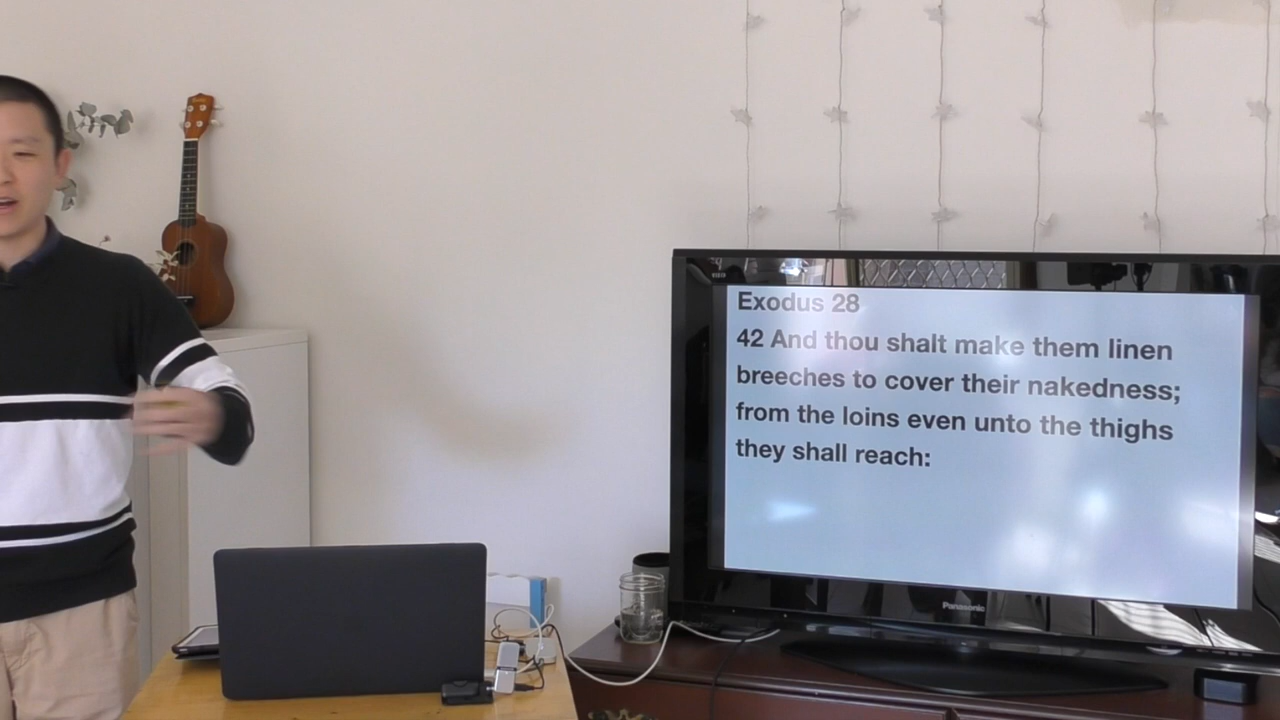 Exodus 28
42 And thou shalt make them linen
breeches to cover their nakedness;
from the loins even unto the thighs
they shall reach:
Panasonic